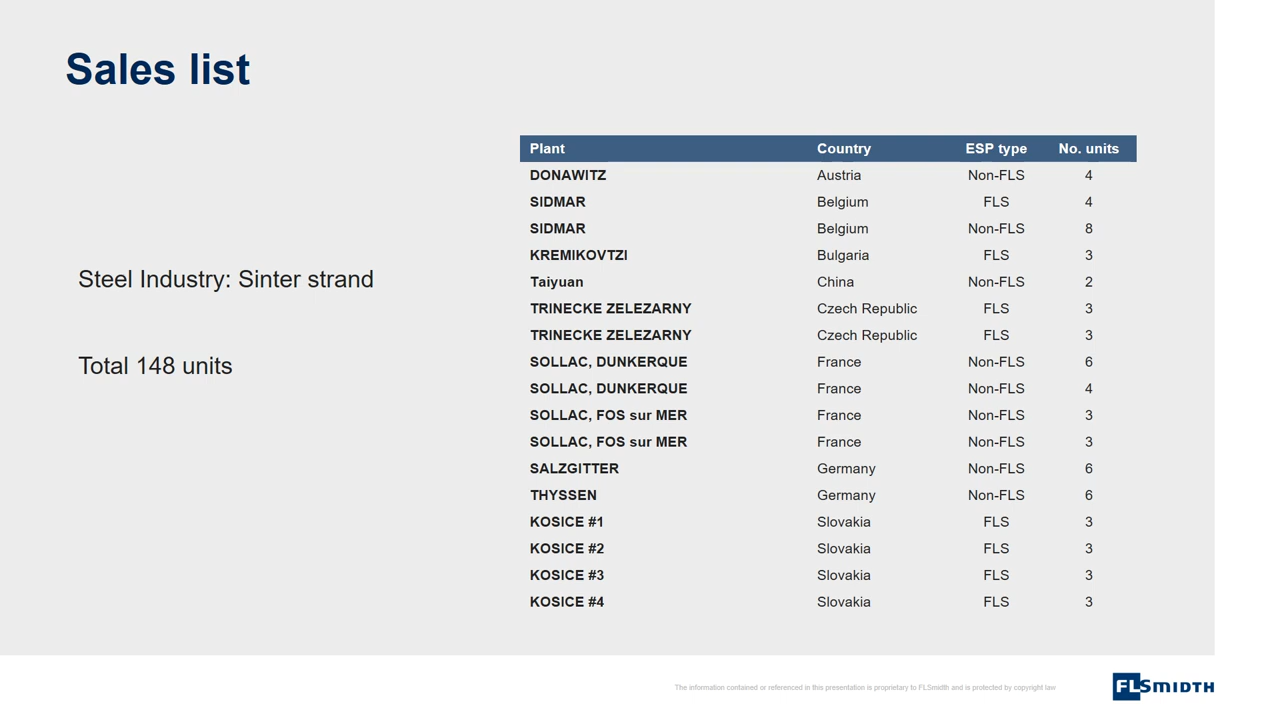 Sales list
Steel Industry: Sinter strand
Total 148 units
Plant Country ESP type No. units
DONAWITZ Austria Non-FLS 4
SIDMAR Belgium FLS 4
SIDMAR Belgium Non-FLS 8
KREMIKOVTZI Bulgaria FLS 3
Taiyuan China Non-FLS 2
TRINECKE ZELEZARNY Czech Republic FLS 3
TRINECKE ZELEZARNY Czech Republic FLS 3
SOLLAC, DUNKERQUE France Non-FLS 6
SOLLAC, DUNKERQUE France Non-FLS 4
SOLLAC, FOS sur MER France Non-FLS 3
SOLLAC, FOS sur MER France Non-FLS 3
SALZGITTER Germany Non-FLS 6
THYSSEN Germany Non-FLS 6
KOSICE #1 Slovakia FLS 3
KOSICE #2 Slovakia FLS 3
KOSICE #3 Slovakia FLS 3
KOSICE #4 Slovakia FLS 3
The information contained or referenced in this presentation is proprietary to FLSmidth and is protected by copyright law
FLSMIDTH